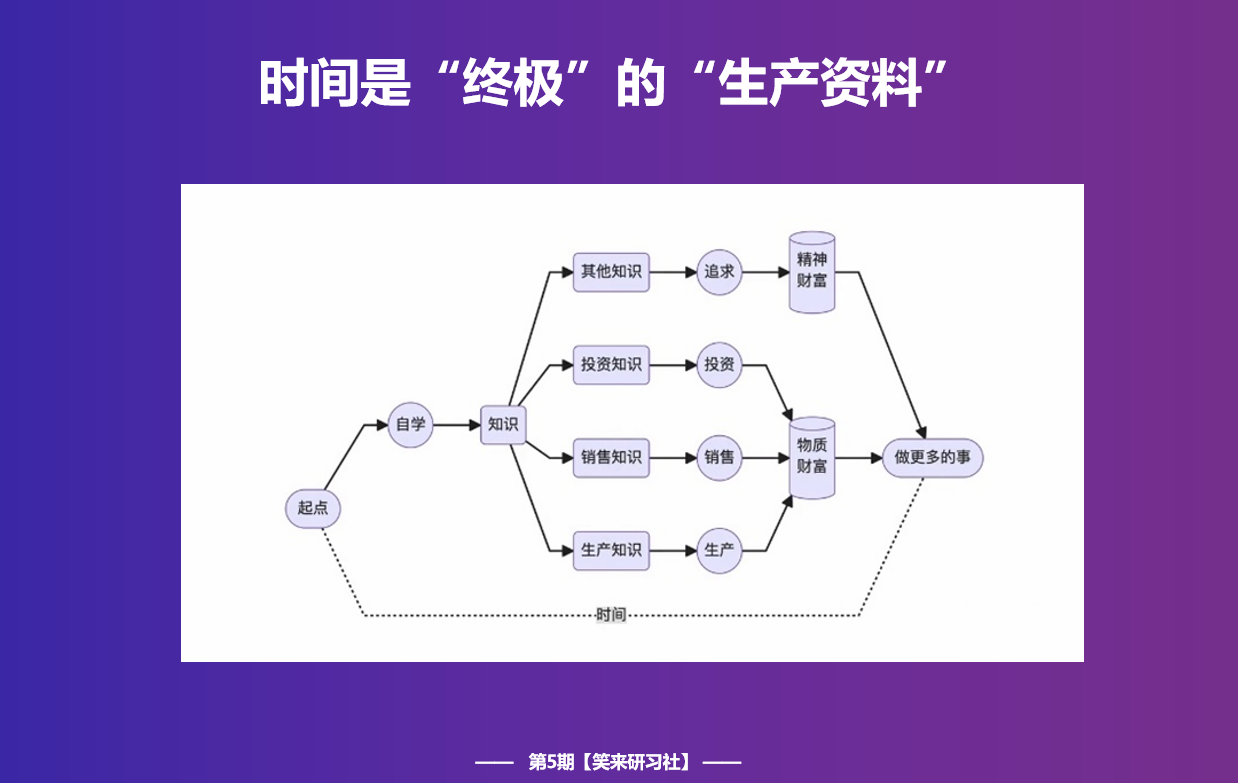 时间是“终极”的“生产资料”
其他知识
追求
精神
财富
投资知识
投资
自学
知识
销售知识
销售
物质
财富
做更多的事
起点
生产知识
生产
时间
第5期【笑来研习社】